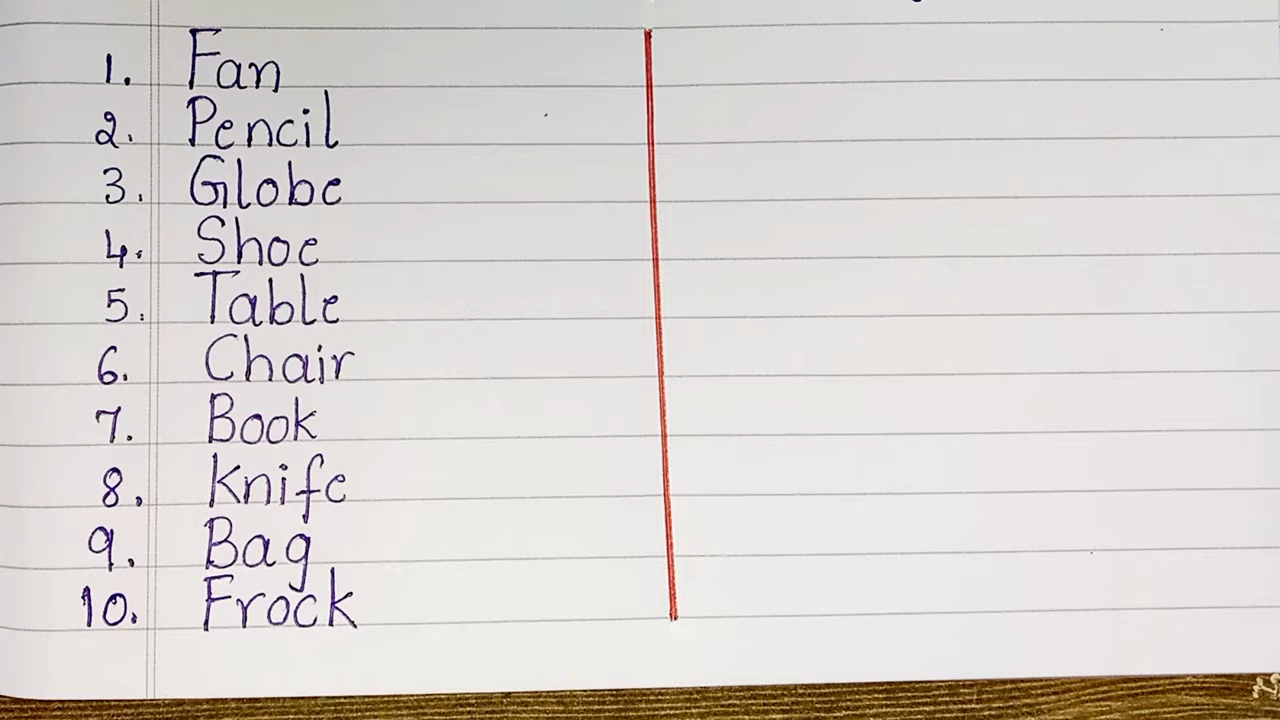 1. Fan
2. Pencil
3. Globe
4. Shoe
5. Table
6. Chair
7. Book
8. Knife
9. Bag
10. Frock